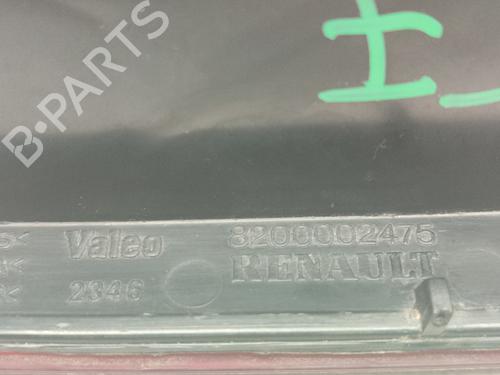 B-PARTS
Valeo 8200002475
RENAULT
2346